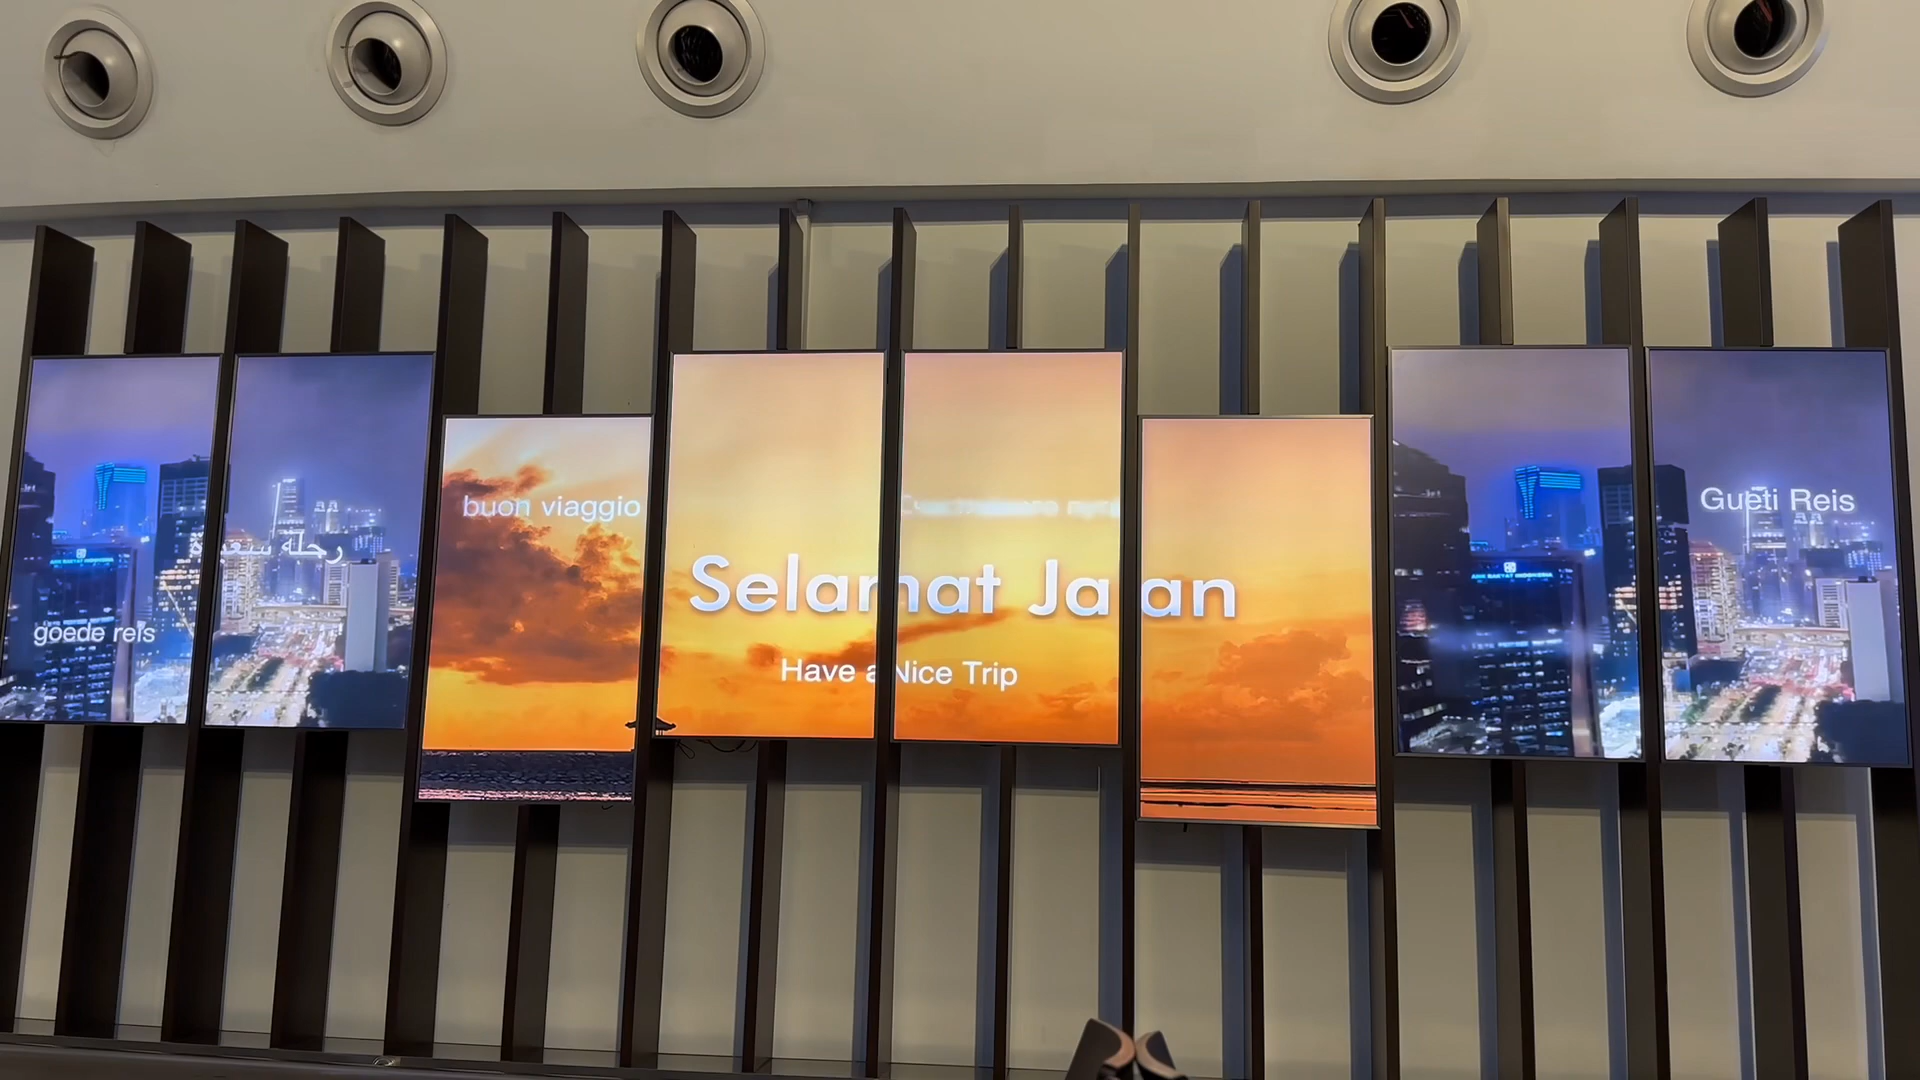 buon viaggio
Gueti Reis
رحلة سعيدة
Selamat Jalan
goede reis
Have a Nice Trip